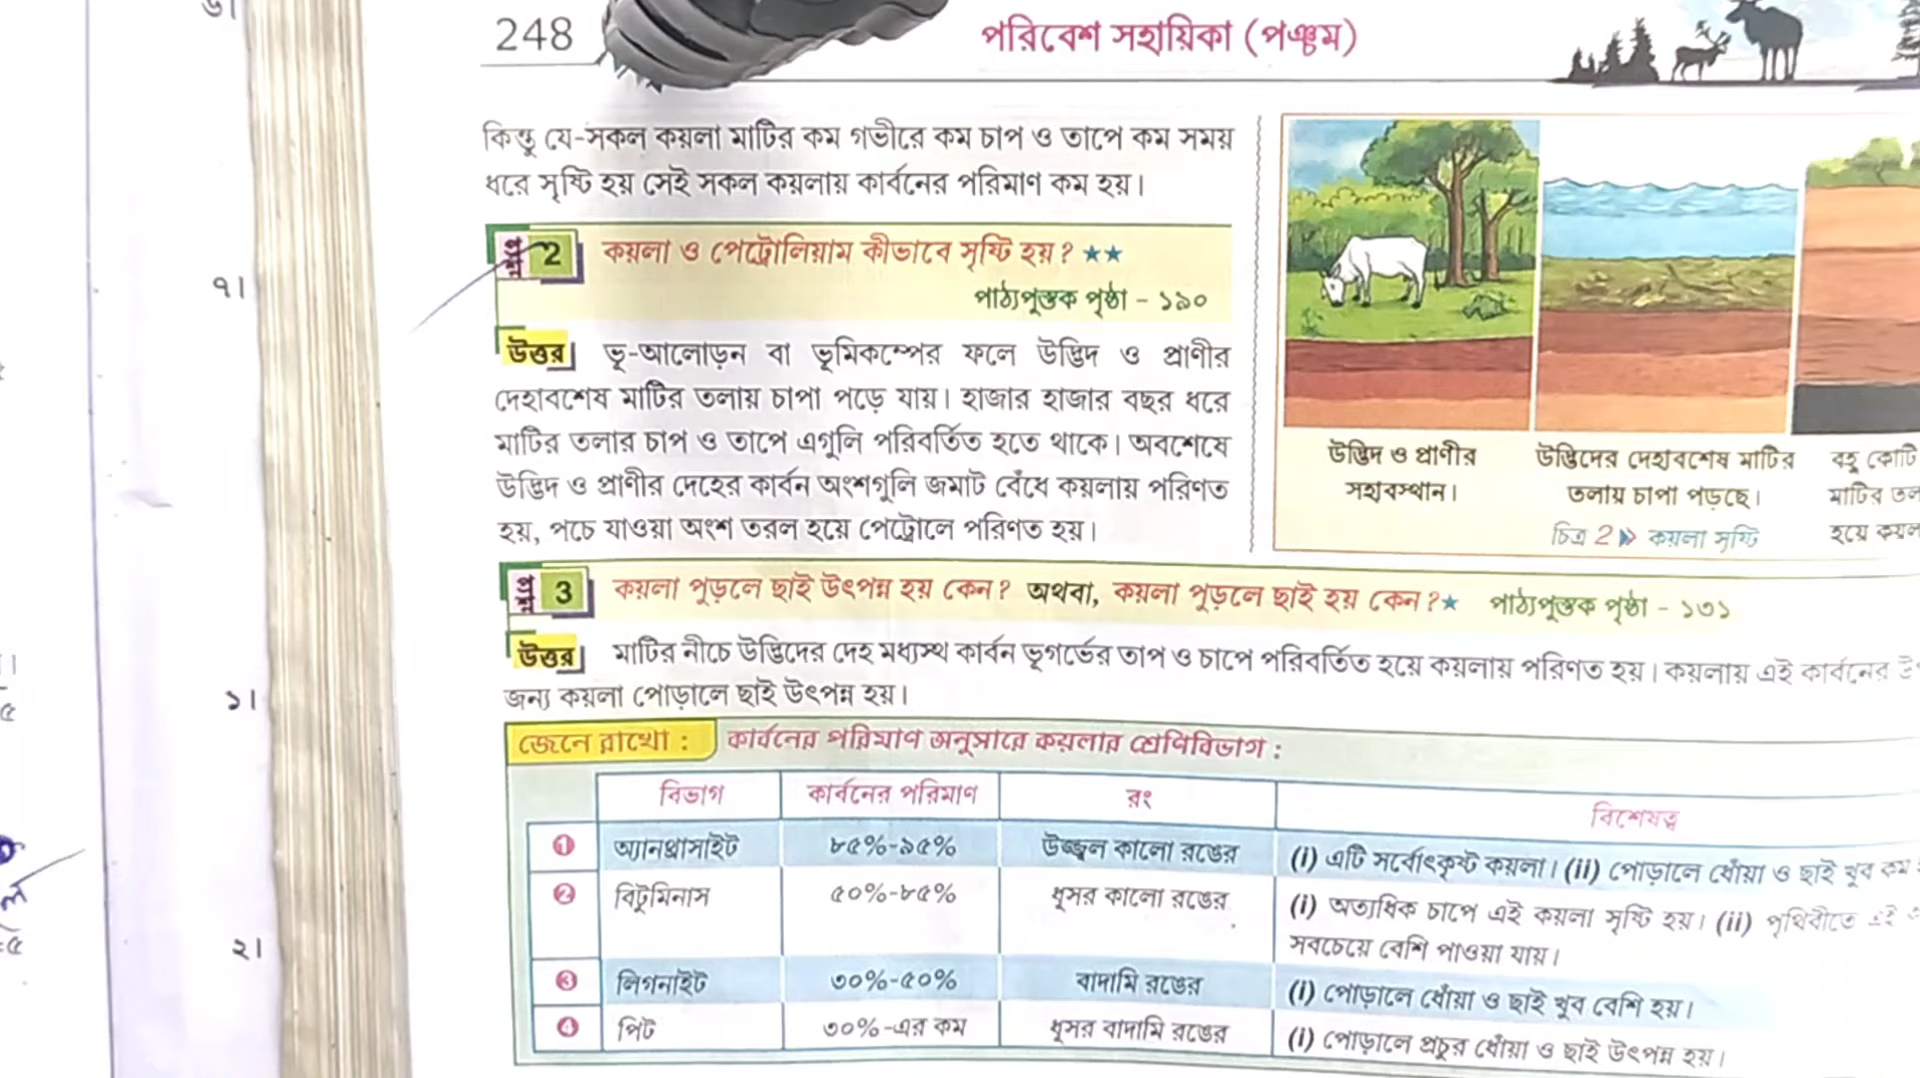 248
পরিবেশ সহায়িকা (পঞ্চম)
কিন্তু যে-সকল কয়লা মাটির কম গভীরে কম চাপ ও তাপে কম সময়
ধরে সৃষ্টি হয় সেই সকল কয়লায় কার্বনের পরিমাণ কম হয়।
প্রশ্ন 2 কয়লা ও পেট্রোলিয়াম কীভাবে সৃষ্টি হয়? ★★
পাঠ্যপুস্তক পৃষ্ঠা – ১৯০
উত্তর ভূ-আলোড়ন বা ভূমিকম্পের ফলে উদ্ভিদ ও প্রাণীর
দেহাবশেষ মাটির তলায় চাপা পড়ে যায়। হাজার হাজার বছর ধরে
মাটির তলার চাপ ও তাপে এগুলি পরিবর্তিত হতে থাকে। অবশেষে
উদ্ভিদ ও প্রাণীর দেহের কার্বন অংশগুলি জমাট বেঁধে কয়লায় পরিণত
হয়, পচে যাওয়া অংশ তরল হয়ে পেট্রোলে পরিণত হয়।
উদ্ভিদ ও প্রাণীর
সহাবস্থান।
উদ্ভিদের দেহাবশেষ মাটির
তলায় চাপা পড়ছে।
বহু কোটি
মাটির
হয়ে
চিত্র 2 কয়লা সৃষ্টি
প্রশ্ন 3 কয়লা পুড়লে ছাই উৎপন্ন হয় কেন? অথবা, কয়লা পুড়লে ছাই হয় কেন?★ পাঠ্যপুস্তক পৃষ্ঠা – ১৩১
উত্তর মাটির নীচে উদ্ভিদের দেহ মধ্যস্থ কার্বন ভূগর্ভের তাপ ও চাপে পরিবর্তিত হয়ে কয়লায় পরিণত হয়। কয়লায় এই কার্বনের
জন্য কয়লা পোড়ালে ছাই উৎপন্ন হয়।
জেনে রাখো : কার্বনের পরিমাণ অনুসারে কয়লার শ্রেণিবিভাগ :
বিভাগ কার্বনের পরিমাণ রং বিশেষত্ব
1 অ্যানথ্রাসাইট ৮৫%-৯৫% উজ্জ্বল কালো রঙের (i) এটি সর্বোৎকৃষ্ট কয়লা। (ii) পোড়ালে ধোঁয়া ও ছাই খুব কম
2 বিটুমিনাস ৫০%-৮৫% ধূসর কালো রঙের (i) অত্যধিক চাপে এই কয়লা সৃষ্টি হয়। (ii) পৃথিবীতে এই
সবচেয়ে বেশি পাওয়া যায়।
3 লিগনাইট ৩০%-৫০% বাদামি রঙের (i) পোড়ালে ধোঁয়া ও ছাই খুব বেশি হয়।
4 পিট ৩০%-এর কম ধূসর বাদামি রঙের (i) পোড়ালে প্রচুর ধোঁয়া ও ছাই উৎপন্ন হয়।
৭।
১।
২।